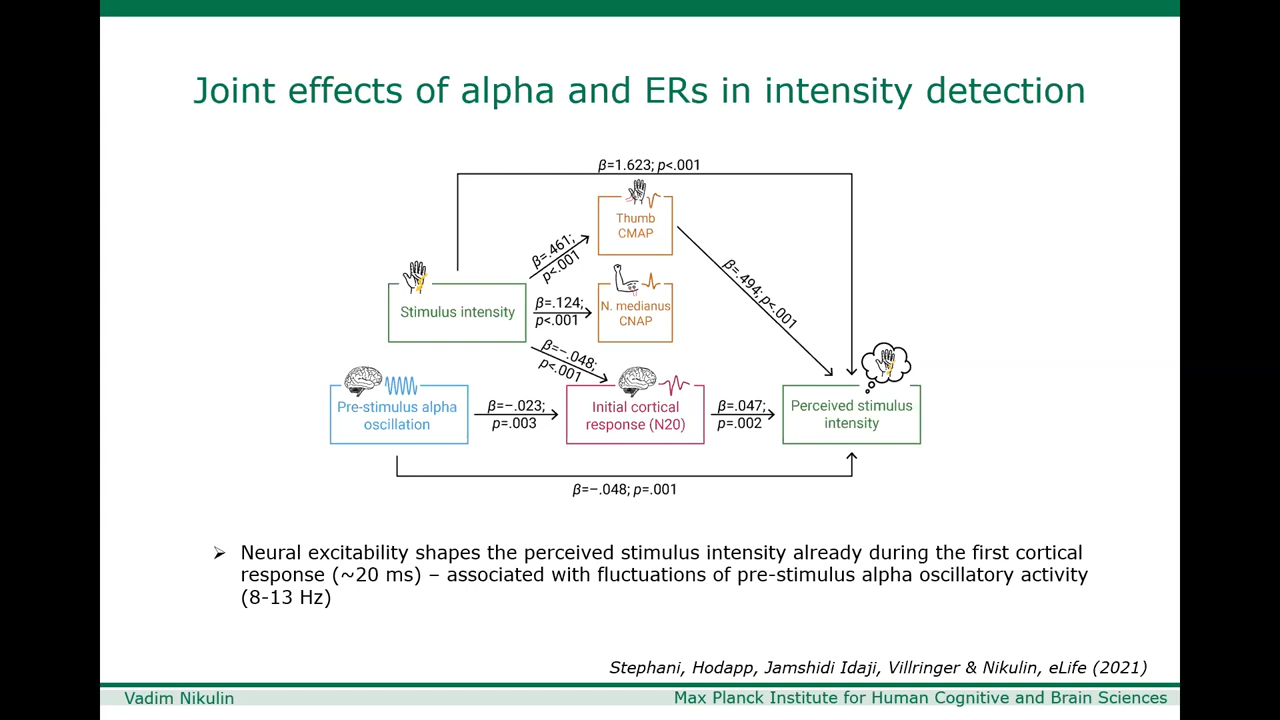 Joint effects of alpha and ERs in intensity detection
β=1.623; p<.001
Thumb
CMAP
β=.461;
p<.001
β=.494; p<.001
Stimulus intensity
β=.124;
p<.001
N. medianus
CNAP
β=−.048;
p<.001
Pre-stimulus alpha
oscillation
β=−.023;
p=.003
Initial cortical
response (N20)
β=.047;
p=.002
Perceived stimulus
intensity
β=−.048; p=.001
➢ Neural excitability shapes the perceived stimulus intensity already during the first cortical
response (~20 ms) – associated with fluctuations of pre-stimulus alpha oscillatory activity
(8-13 Hz)
Stephani, Hodapp, Jamshidi Idaji, Villringer & Nikulin, eLife (2021)
Vadim Nikulin
Max Planck Institute for Human Cognitive and Brain Sciences